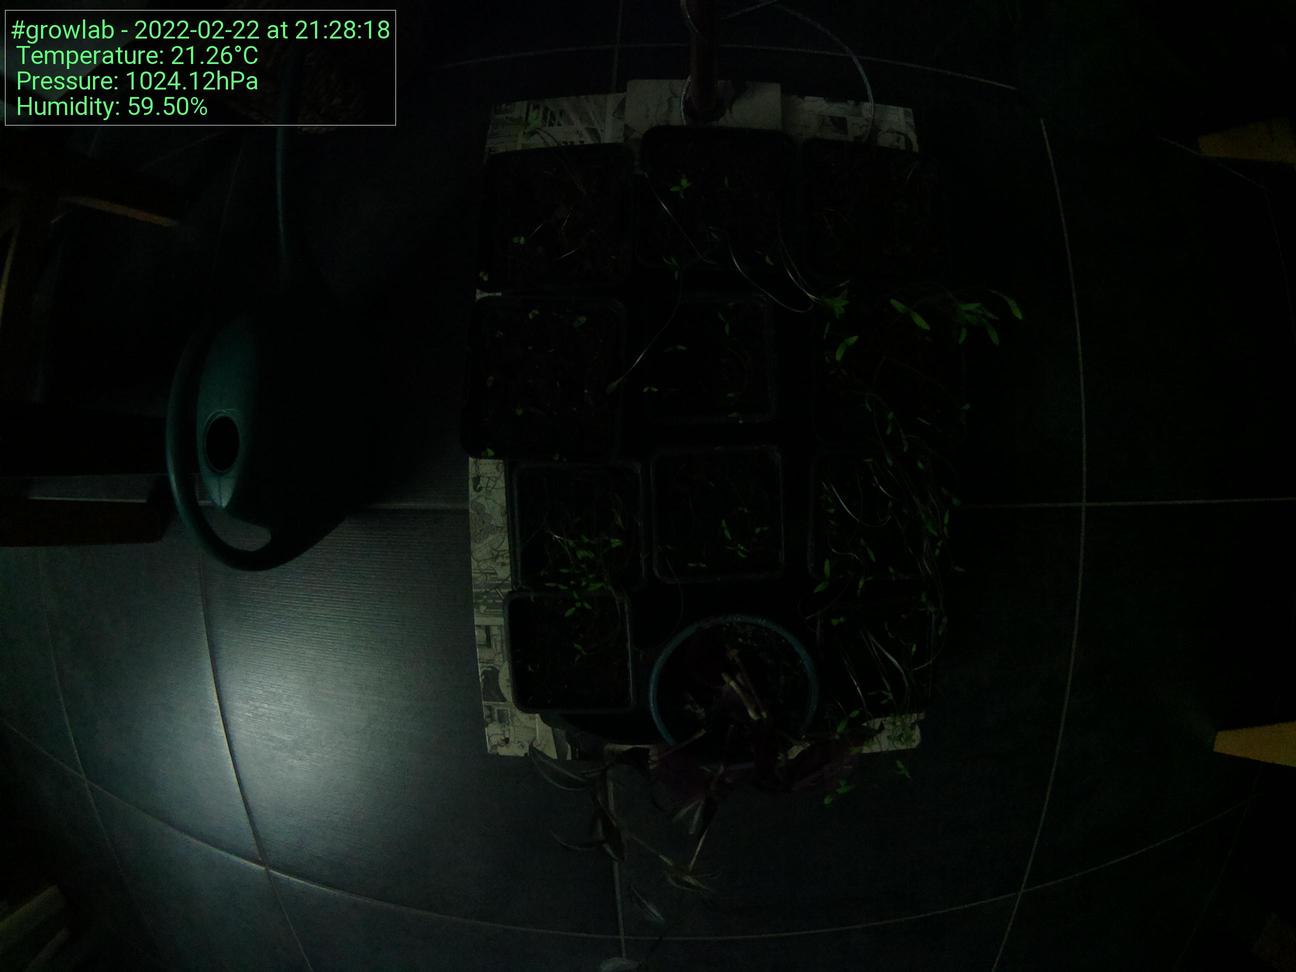 #growlab - 2022-02-22 at 21:28:18
Temperature: 21.26°C
Pressure: 1024.12hPa
Humidity: 59.50%